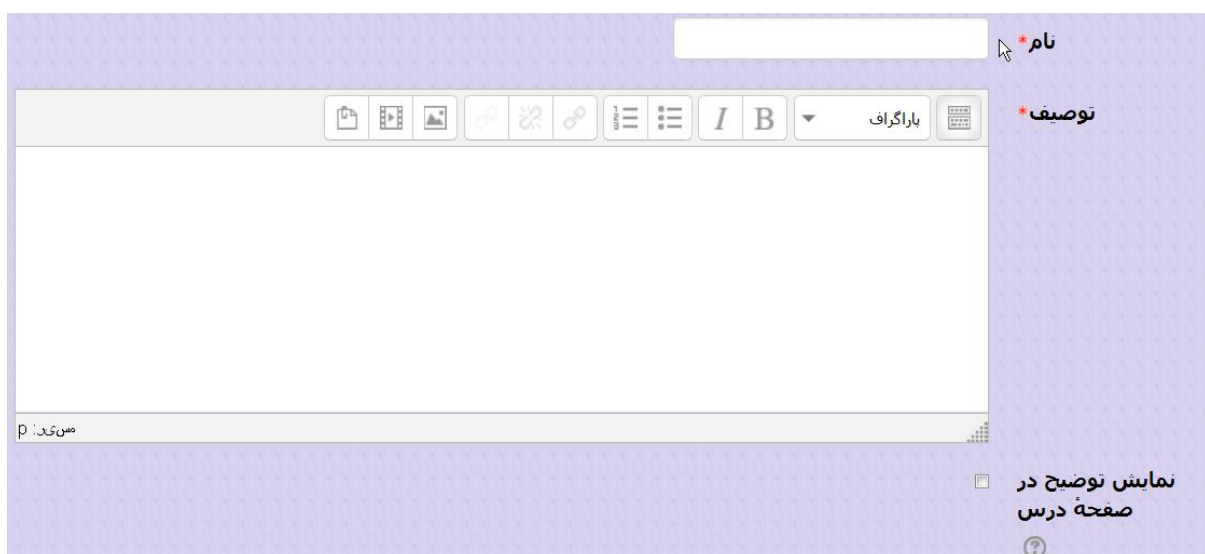 نام*
توصیف*
پاراگراف B I
مسیر: p
نمایش توضیح در
صفحهٔ درس